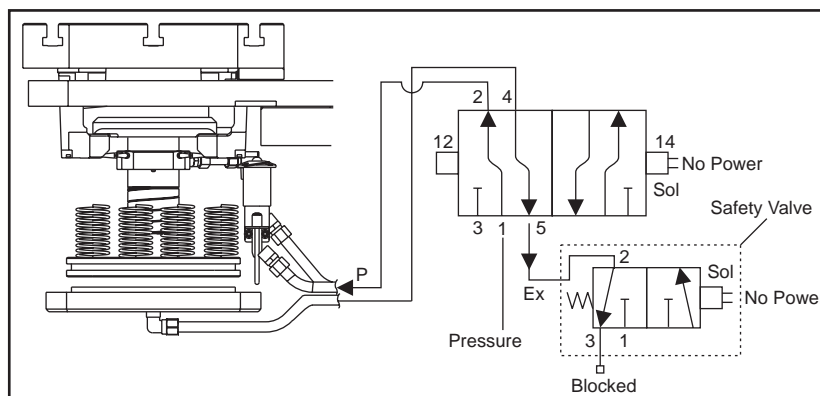 2 4
12
14
No Power
Sol
3 1 5
Safety Valve
P
2
Ex
Sol
No Powe
Pressure
3 1
Blocked